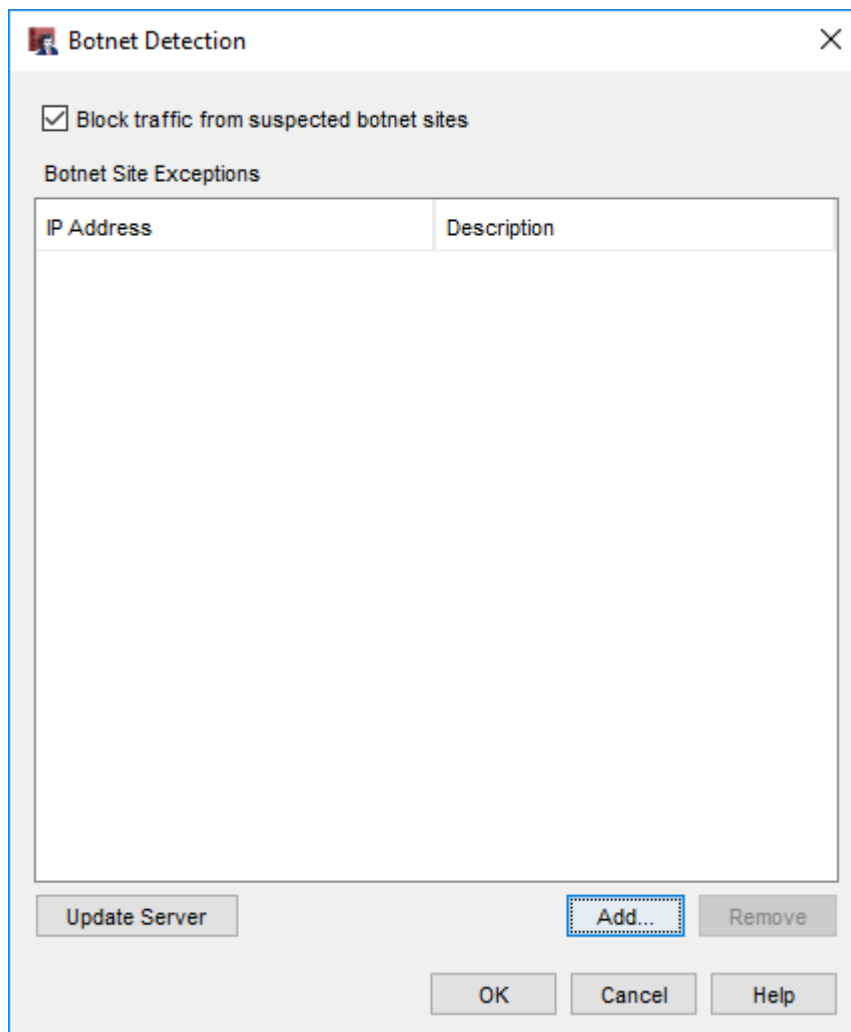 Botnet Detection
Block traffic from suspected botnet sites
Botnet Site Exceptions
IP Address Description
Update Server Add... Remove
OK Cancel Help